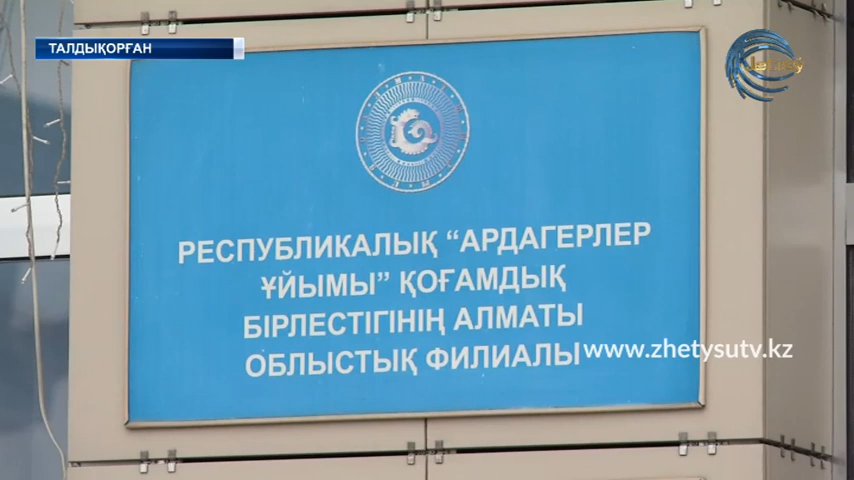 ТАЛДЫҚОРҒАН
РЕСПУБЛИКАЛЫҚ “АРДАГЕРЛЕР
ҰЙЫМЫ” ҚОҒАМДЫҚ
БІРЛЕСТІГІНІҢ АЛМАТЫ
ОБЛЫСТЫҚ ФИЛИАЛЫ
www.zhetysutv.kz